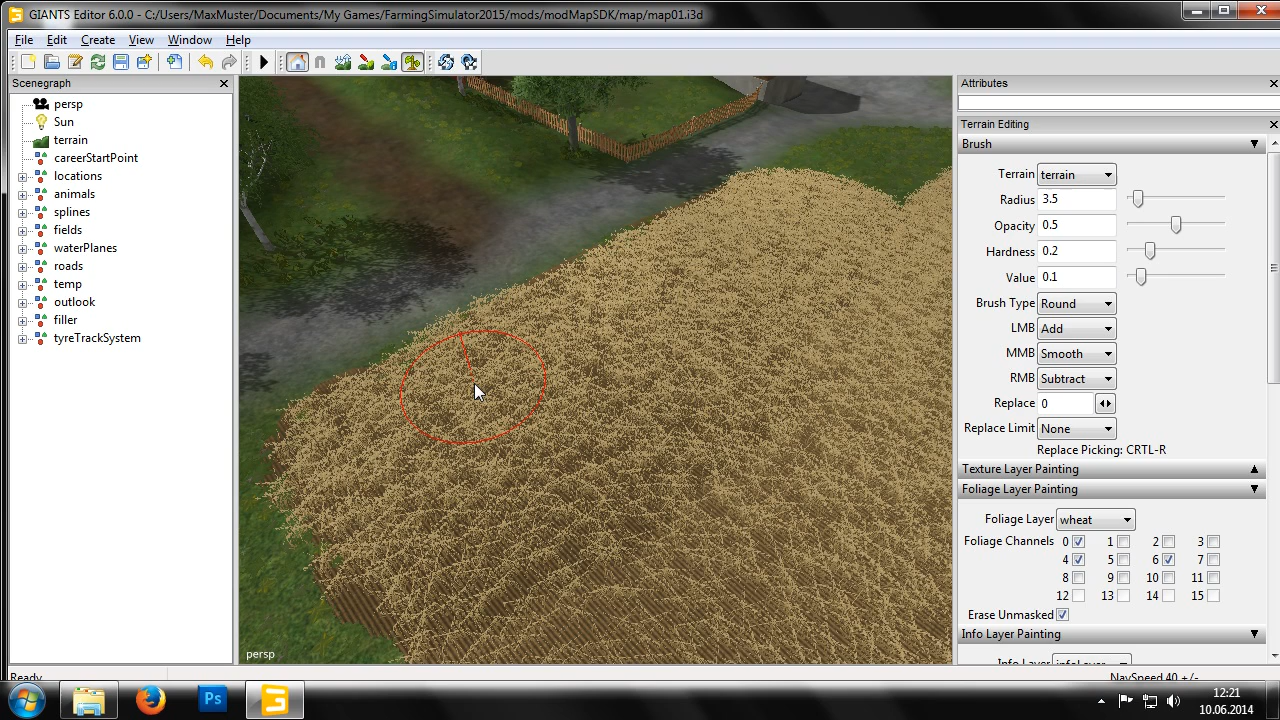 GIANTS Editor 6.0.0 - C:/Users/MaxMuster/Documents/My Games/FarmingSimulator2015/mods/modMapSDK/map/map01.i3d
File Edit Create View Window Help
Scenegraph
persp
Sun
terrain
careerStartPoint
locations
animals
splines
fields
waterPlanes
roads
temp
outlook
filler
tyreTrackSystem
persp
Attributes
Terrain Editing
Brush
Terrain terrain
Radius 3.5
Opacity 0.5
Hardness 0.2
Value 0.1
Brush Type Round
LMB Add
MMB Smooth
RMB Subtract
Replace 0
Replace Limit None
Replace Picking: CRTL-R
Texture Layer Painting
Foliage Layer Painting
Foliage Layer wheat
Foliage Channels 0 1 2 3
4 5 6 7
8 9 10 11
12 13 14 15
Erase Unmasked
Info Layer Painting
Info Layer infoLayer
Ready
NavSpeed 40 +/-
Ps
12:21
10.06.2014